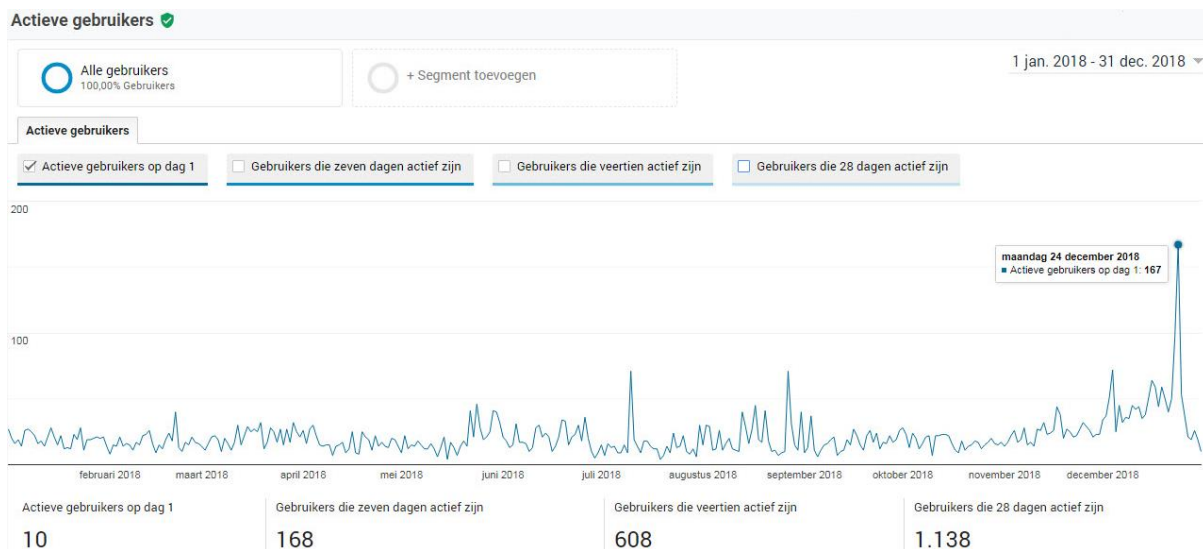 Actieve gebruikers
Alle gebruikers
100,00% Gebruikers
+ Segment toevoegen
1 jan. 2018 - 31 dec. 2018
Actieve gebruikers
Actieve gebruikers op dag 1
Gebruikers die zeven dagen actief zijn
Gebruikers die veertien actief zijn
Gebruikers die 28 dagen actief zijn
200
maandag 24 december 2018
Actieve gebruikers op dag 1: 167
100
februari 2018
maart 2018
april 2018
mei 2018
juni 2018
juli 2018
augustus 2018
september 2018
oktober 2018
november 2018
december 2018
Actieve gebruikers op dag 1
10
Gebruikers die zeven dagen actief zijn
168
Gebruikers die veertien actief zijn
608
Gebruikers die 28 dagen actief zijn
1.138